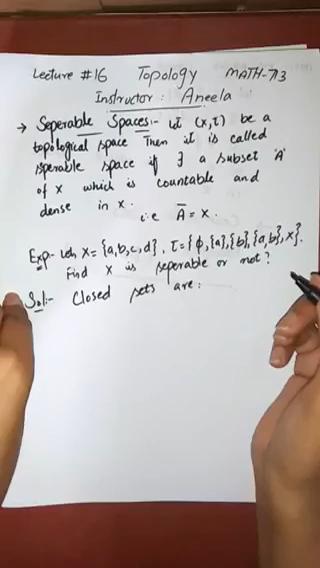 Lecture #16 Topology MATH-713
Instructor: Aneela
→ Seperable Spaces:- let (X,τ) be a
topological space Then it is called
sperable space if ∃ a subset 'A'
of X which is countable and
dense in X.
i.e Ā = X.
Exp:- let X = {a,b,c,d}, τ = {φ,{a},{b},{a,b},X}.
Find X is seperable or not?
Sol:- Closed sets are: